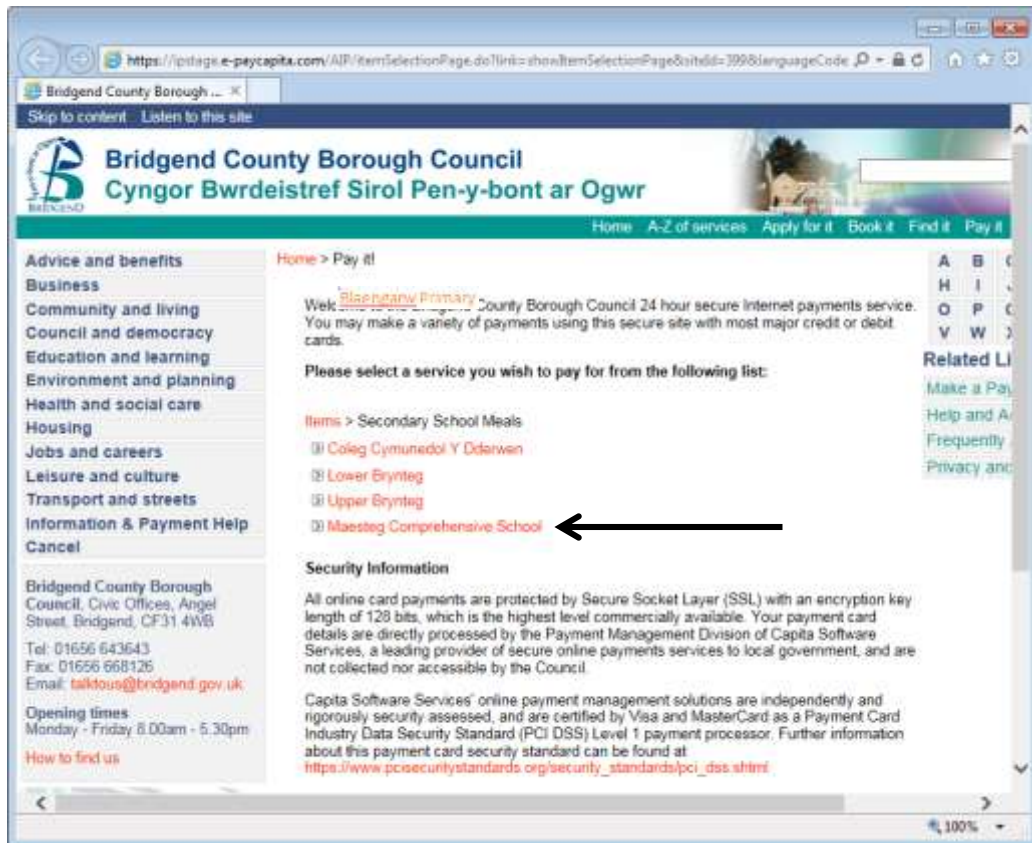 https://ipstage.e-paycapita.com/AIP/itemSelectionPage.do?link=showItemSelectionPage&siteId=399&languageCode
Bridgend County Borough ...
Skip to content Listen to this site
Bridgend County Borough Council
Cyngor Bwrdeistref Sirol Pen-y-bont ar Ogwr
BRIDGEND
Home A-Z of services Apply for it Book it Find it Pay it
Advice and benefits
Business
Community and living
Council and democracy
Education and learning
Environment and planning
Health and social care
Housing
Jobs and careers
Leisure and culture
Transport and streets
Information & Payment Help
Cancel
Bridgend County Borough
Council, Civic Offices, Angel
Street, Bridgend, CF31 4WB
Tel: 01656 643643
Fax: 01656 668126
Email: talktous@bridgend.gov.uk
Opening times
Monday - Friday 8.00am - 5.30pm
How to find us
Home > Pay it!
Blaengarw Primary
County Borough Council 24 hour secure Internet payments service.
You may make a variety of payments using this secure site with most major credit or debit
cards.
Please select a service you wish to pay for from the following list:
Items > Secondary School Meals
Coleg Cymunedol Y Dderwen
Lower Brynteg
Upper Brynteg
Maesteg Comprehensive School
Security Information
All online card payments are protected by Secure Socket Layer (SSL) with an encryption key
length of 128 bits, which is the highest level commercially available. Your payment card
details are directly processed by the Payment Management Division of Capita Software
Services, a leading provider of secure online payments services to local government, and are
not collected nor accessible by the Council.
Capita Software Services' online payment management solutions are independently and
rigorously security assessed, and are certified by Visa and MasterCard as a Payment Card
Industry Data Security Standard (PCI DSS) Level 1 payment processor. Further information
about this payment card security standard can be found at
https://www.pcisecuritystandards.org/security_standards/pci_dss.shtml
A B
H I
O P
V W
Related
Make a
Help and
Frequently
Privacy
100%